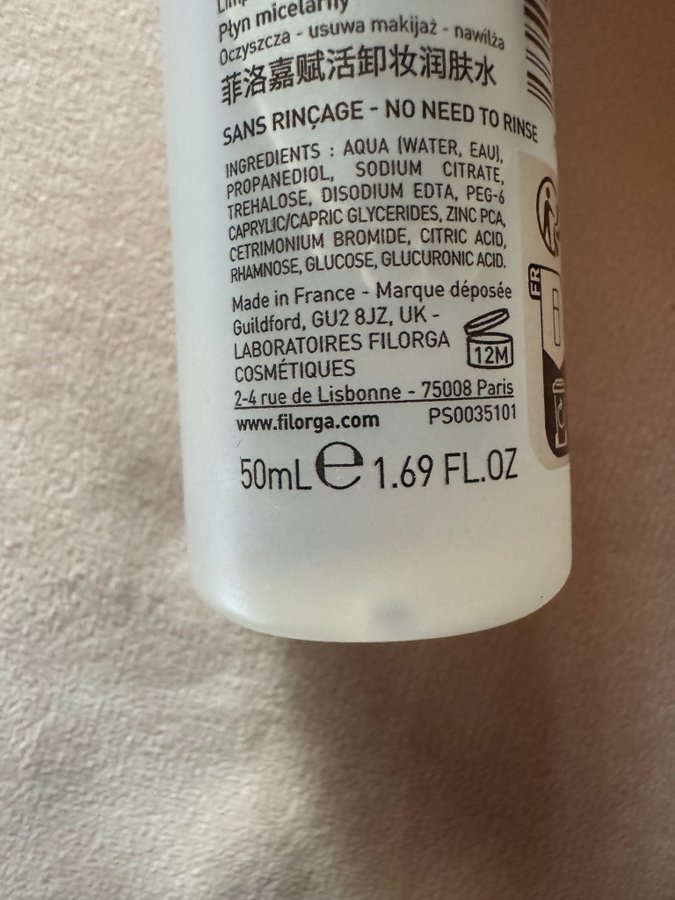 Płyn micelarny
Oczyszcza - usuwa makijaż - nawilża
菲洛嘉赋活卸妆润肤水
SANS RINÇAGE - NO NEED TO RINSE
INGREDIENTS : AQUA (WATER, EAU),
PROPANEDIOL, SODIUM CITRATE,
TREHALOSE, DISODIUM EDTA, PEG-6
CAPRYLIC/CAPRIC GLYCERIDES, ZINC PCA,
CETRIMONIUM BROMIDE, CITRIC ACID,
RHAMNOSE, GLUCOSE, GLUCURONIC ACID.
Made in France - Marque déposée
Guildford, GU2 8JZ, UK -
LABORATOIRES FILORGA
COSMÉTIQUES
12M
2-4 rue de Lisbonne - 75008 Paris
www.filorga.com PS0035101
50mL e 1.69 FL.OZ
FR